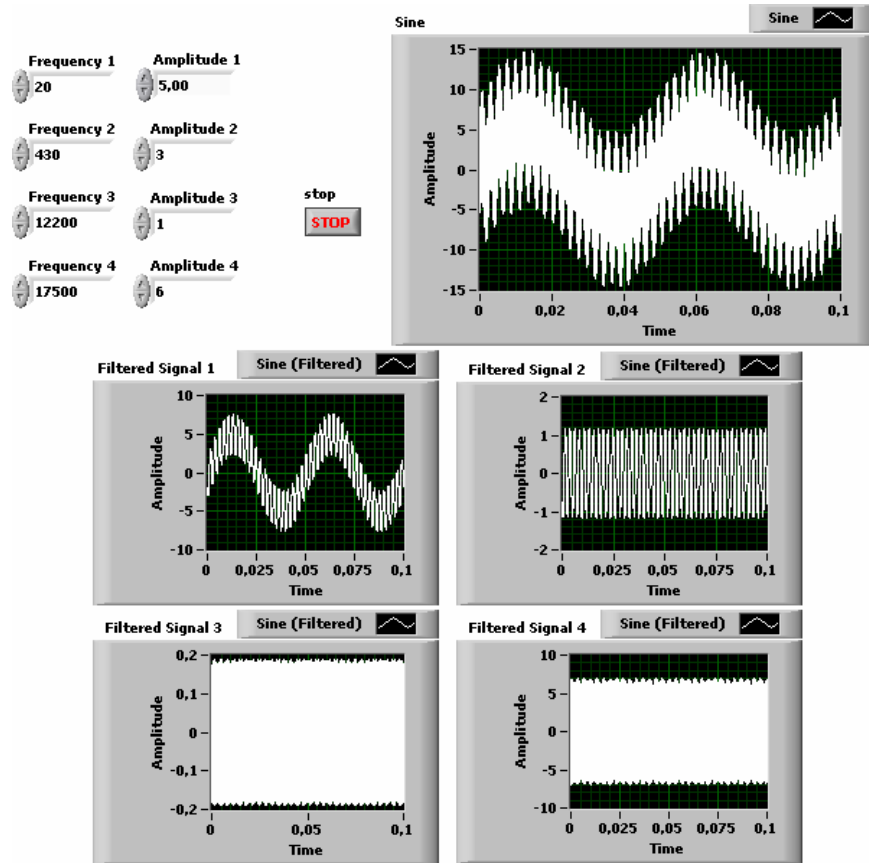 Frequency 1 Amplitude 1
20 5,00
Frequency 2 Amplitude 2
430 3
Frequency 3 Amplitude 3
12200 1
Frequency 4 Amplitude 4
17500 6
stop
STOP
Sine Sine
15
10
5
0
-5
-10
-15
Amplitude
0 0,02 0,04 0,06 0,08 0,1
Time
Filtered Signal 1 Sine (Filtered)
10
5
0
-5
-10
Amplitude
0 0,025 0,05 0,075 0,1
Time
Filtered Signal 2 Sine (Filtered)
2
1
0
-1
-2
Amplitude
0 0,025 0,05 0,075 0,1
Time
Filtered Signal 3 Sine (Filtered)
0,2
0,1
0
-0,1
-0,2
Amplitude
0 0,05 0,1
Time
Filtered Signal 4 Sine (Filtered)
10
5
0
-5
-10
Amplitude
0 0,025 0,05 0,075 0,1
Time